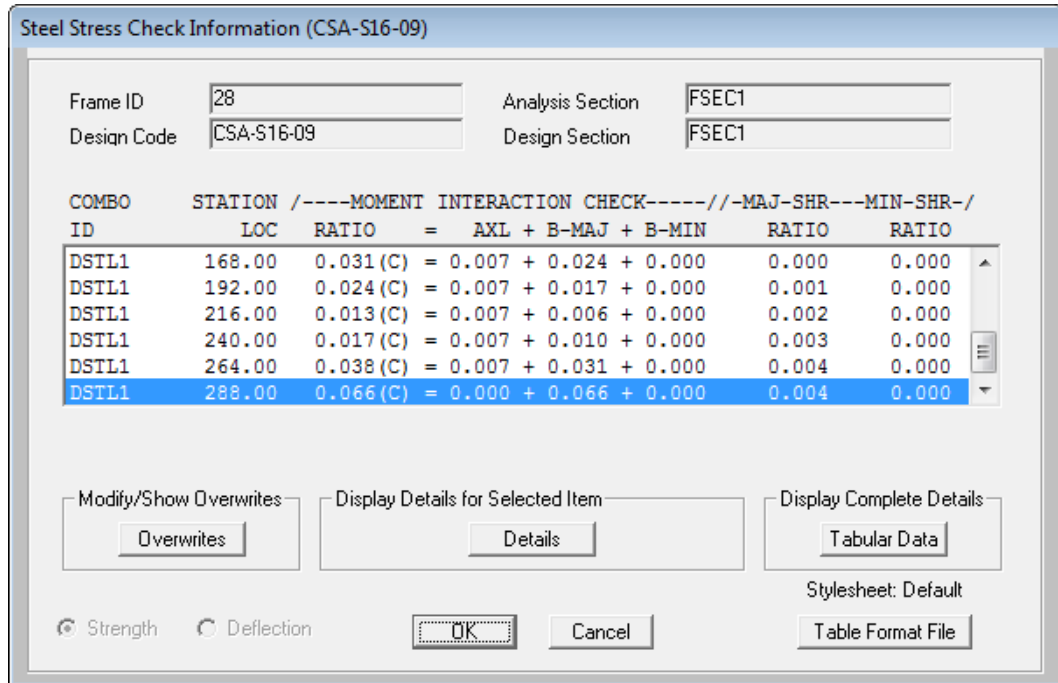 Steel Stress Check Information (CSA-S16-09)
Frame ID 28 Analysis Section FSEC1
Design Code CSA-S16-09 Design Section FSEC1
COMBO STATION /----MOMENT INTERACTION CHECK-----//-MAJ-SHR---MIN-SHR-/
ID LOC RATIO = AXL + B-MAJ + B-MIN RATIO RATIO
DSTL1 168.00 0.031(C) = 0.007 + 0.024 + 0.000 0.000 0.000
DSTL1 192.00 0.024(C) = 0.007 + 0.017 + 0.000 0.001 0.000
DSTL1 216.00 0.013(C) = 0.007 + 0.006 + 0.000 0.002 0.000
DSTL1 240.00 0.017(C) = 0.007 + 0.010 + 0.000 0.003 0.000
DSTL1 264.00 0.038(C) = 0.007 + 0.031 + 0.000 0.004 0.000
DSTL1 288.00 0.066(C) = 0.000 + 0.066 + 0.000 0.004 0.000
Modify/Show Overwrites Display Details for Selected Item Display Complete Details
Overwrites Details Tabular Data
Stylesheet: Default
Strength Deflection OK Cancel Table Format File